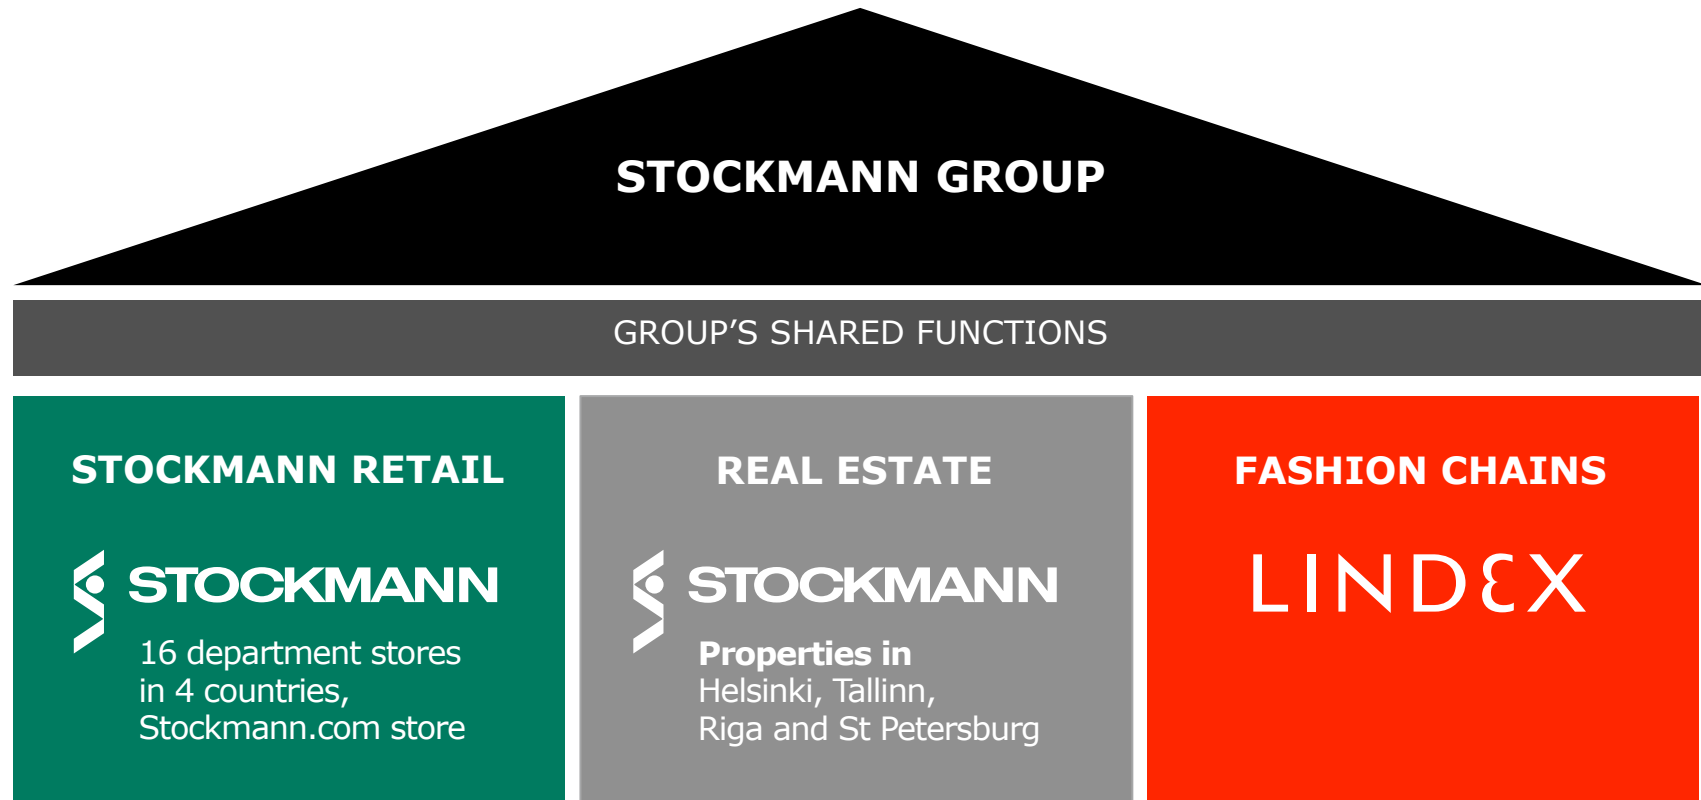 STOCKMANN GROUP
GROUP’S SHARED FUNCTIONS
STOCKMANN RETAIL
STOCKMANN
16 department stores
in 4 countries,
Stockmann.com store
REAL ESTATE
STOCKMANN
Properties in
Helsinki, Tallinn,
Riga and St Petersburg
FASHION CHAINS
LINDEX